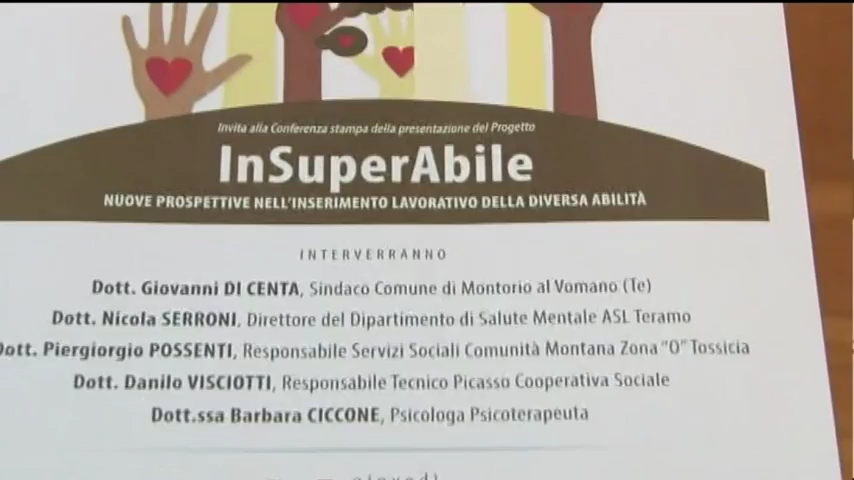 Invita alla Conferenza stampa della presentazione del Progetto
InSuperAbile
NUOVE PROSPETTIVE NELL'INSERIMENTO LAVORATIVO DELLA DIVERSA ABILITÀ
INTERVERRANNO
Dott. Giovanni DI CENTA, Sindaco Comune di Montorio al Vomano (Te)
Dott. Nicola SERRONI, Direttore del Dipartimento di Salute Mentale ASL Teramo
Dott. Piergiorgio POSSENTI, Responsabile Servizi Sociali Comunità Montana Zona "O" Tossicia
Dott. Danilo VISCIOTTI, Responsabile Tecnico Picasso Cooperativa Sociale
Dott.ssa Barbara CICCONE, Psicologa Psicoterapeuta